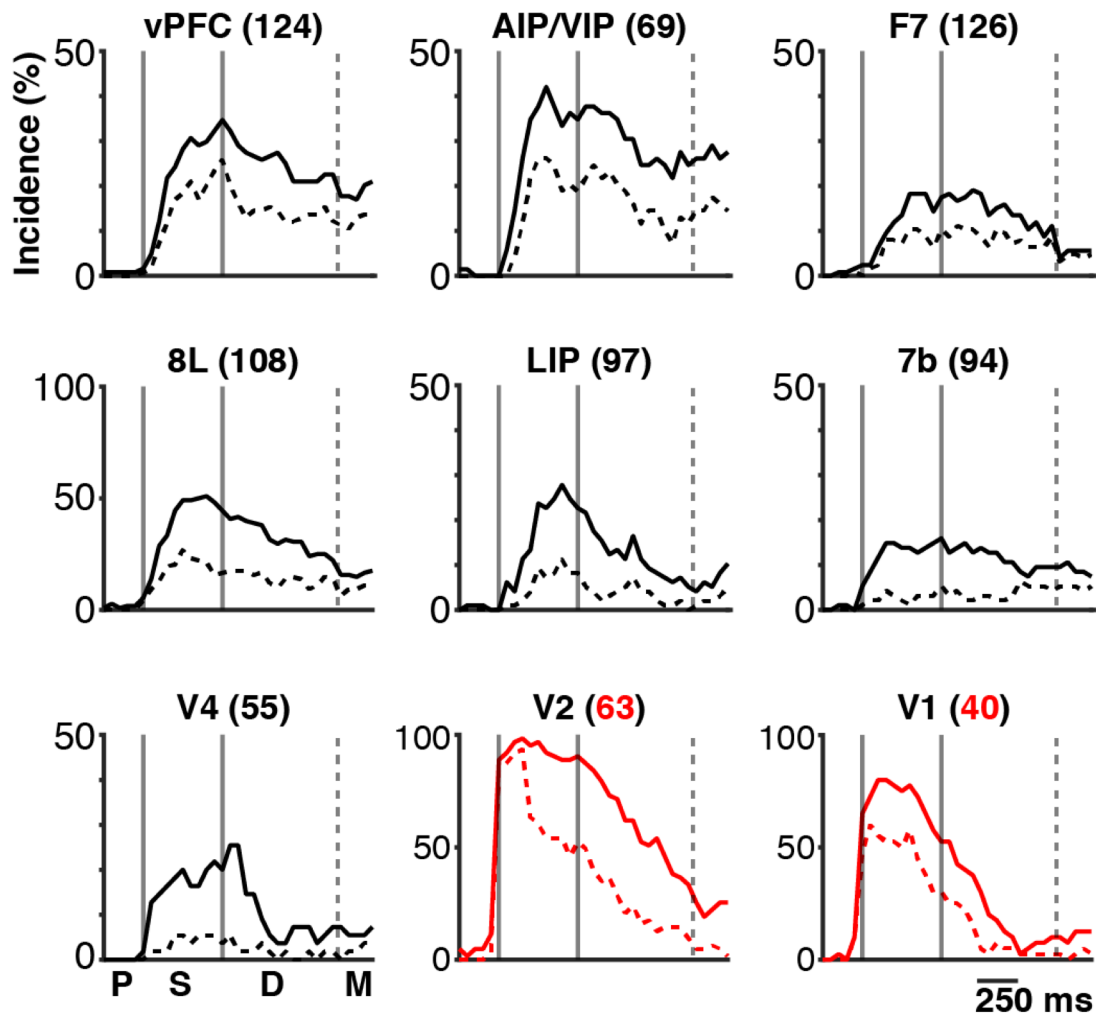 vPFC (124) AIP/VIP (69) F7 (126)
Incidence (%)
50 50 50
0 0 0
8L (108) LIP (97) 7b (94)
100 50 50
50
0 0 0
V4 (55) V2 (63) V1 (40)
50 100 100
50 50
0 0 0
P S D M
250 ms